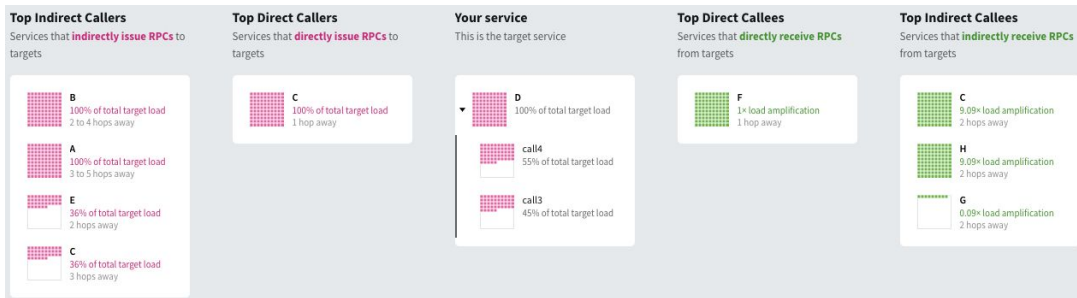 Top Indirect Callers
Services that indirectly issue RPCs to
targets
B
100% of total target load
2 to 4 hops away
A
100% of total target load
3 to 5 hops away
E
36% of total target load
2 hops away
C
36% of total target load
3 hops away
Top Direct Callers
Services that directly issue RPCs to
targets
C
100% of total target load
1 hop away
Your service
This is the target service
D
100% of total target load
call4
55% of total target load
call3
45% of total target load
Top Direct Callees
Services that directly receive RPCs
from targets
F
1× load amplification
1 hop away
Top Indirect Callees
Services that indirectly receive RPCs
from targets
C
9.09× load amplification
2 hops away
H
9.09× load amplification
2 hops away
G
0.09× load amplification
2 hops away